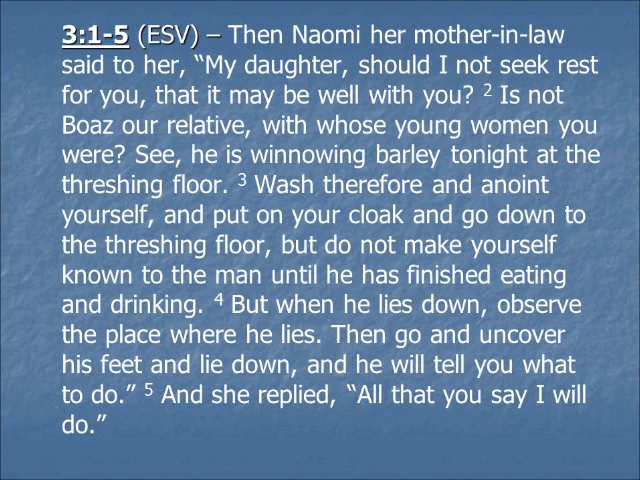 3:1-5 (ESV) – Then Naomi her mother-in-law
said to her, “My daughter, should I not seek rest
for you, that it may be well with you? 2 Is not
Boaz our relative, with whose young women you
were? See, he is winnowing barley tonight at the
threshing floor. 3 Wash therefore and anoint
yourself, and put on your cloak and go down to
the threshing floor, but do not make yourself
known to the man until he has finished eating
and drinking. 4 But when he lies down, observe
the place where he lies. Then go and uncover
his feet and lie down, and he will tell you what
to do.” 5 And she replied, “All that you say I will
do.”